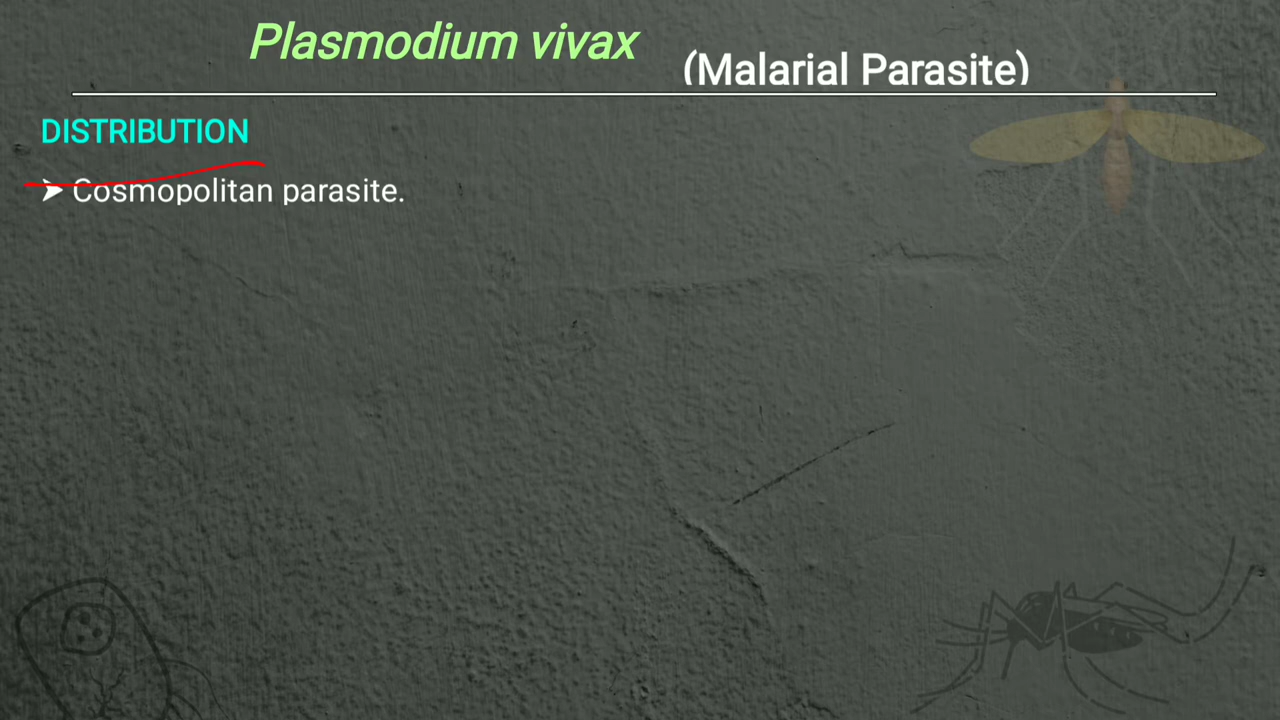 Plasmodium vivax (Malarial Parasite)
DISTRIBUTION
➤ Cosmopolitan parasite.